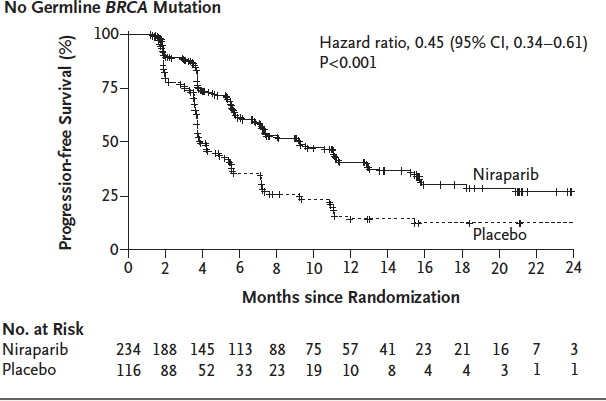 No Germline BRCA Mutation
Progression-free Survival (%)
100
75
50
25
0
Hazard ratio, 0.45 (95% CI, 0.34–0.61)
P<0.001
Niraparib
Placebo
0 2 4 6 8 10 12 14 16 18 20 22 24
Months since Randomization
No. at Risk
Niraparib 234 188 145 113 88 75 57 41 23 21 16 7 3
Placebo 116 88 52 33 23 19 10 8 4 4 3 1 1